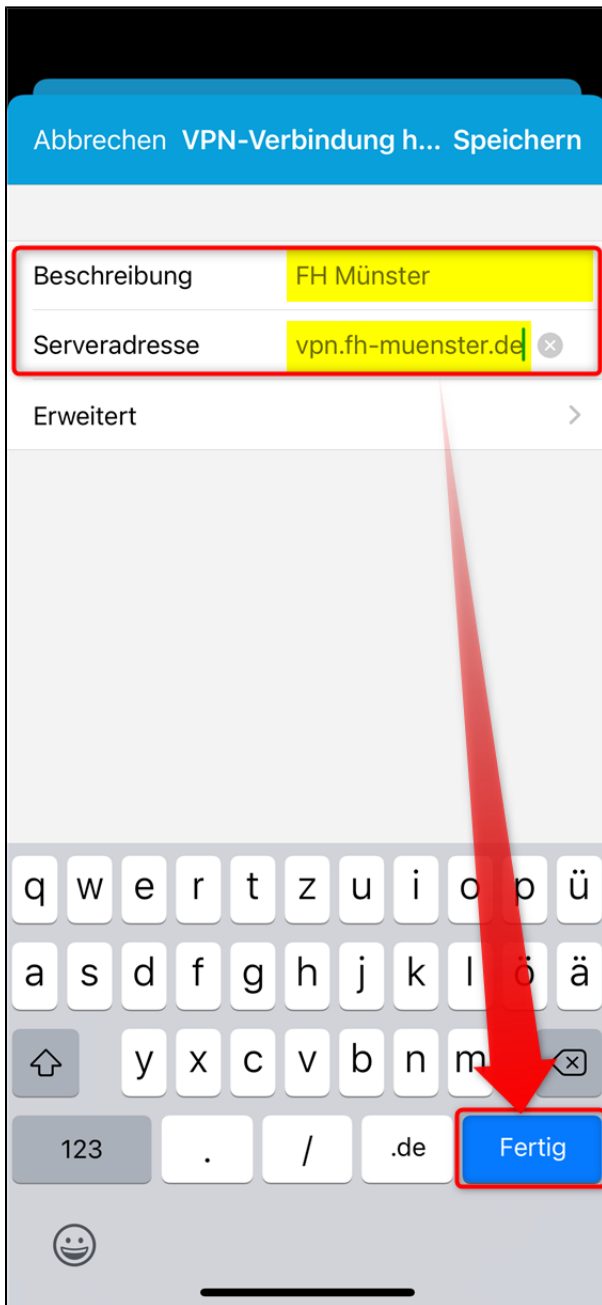 Abbrechen VPN-Verbindung h... Speichern
Beschreibung FH Münster
Serveradresse vpn.fh-muenster.de
Erweitert
q w e r t z u i o p ü
a s d f g h j k l ö ä
y x c v b n m
123 . / .de Fertig